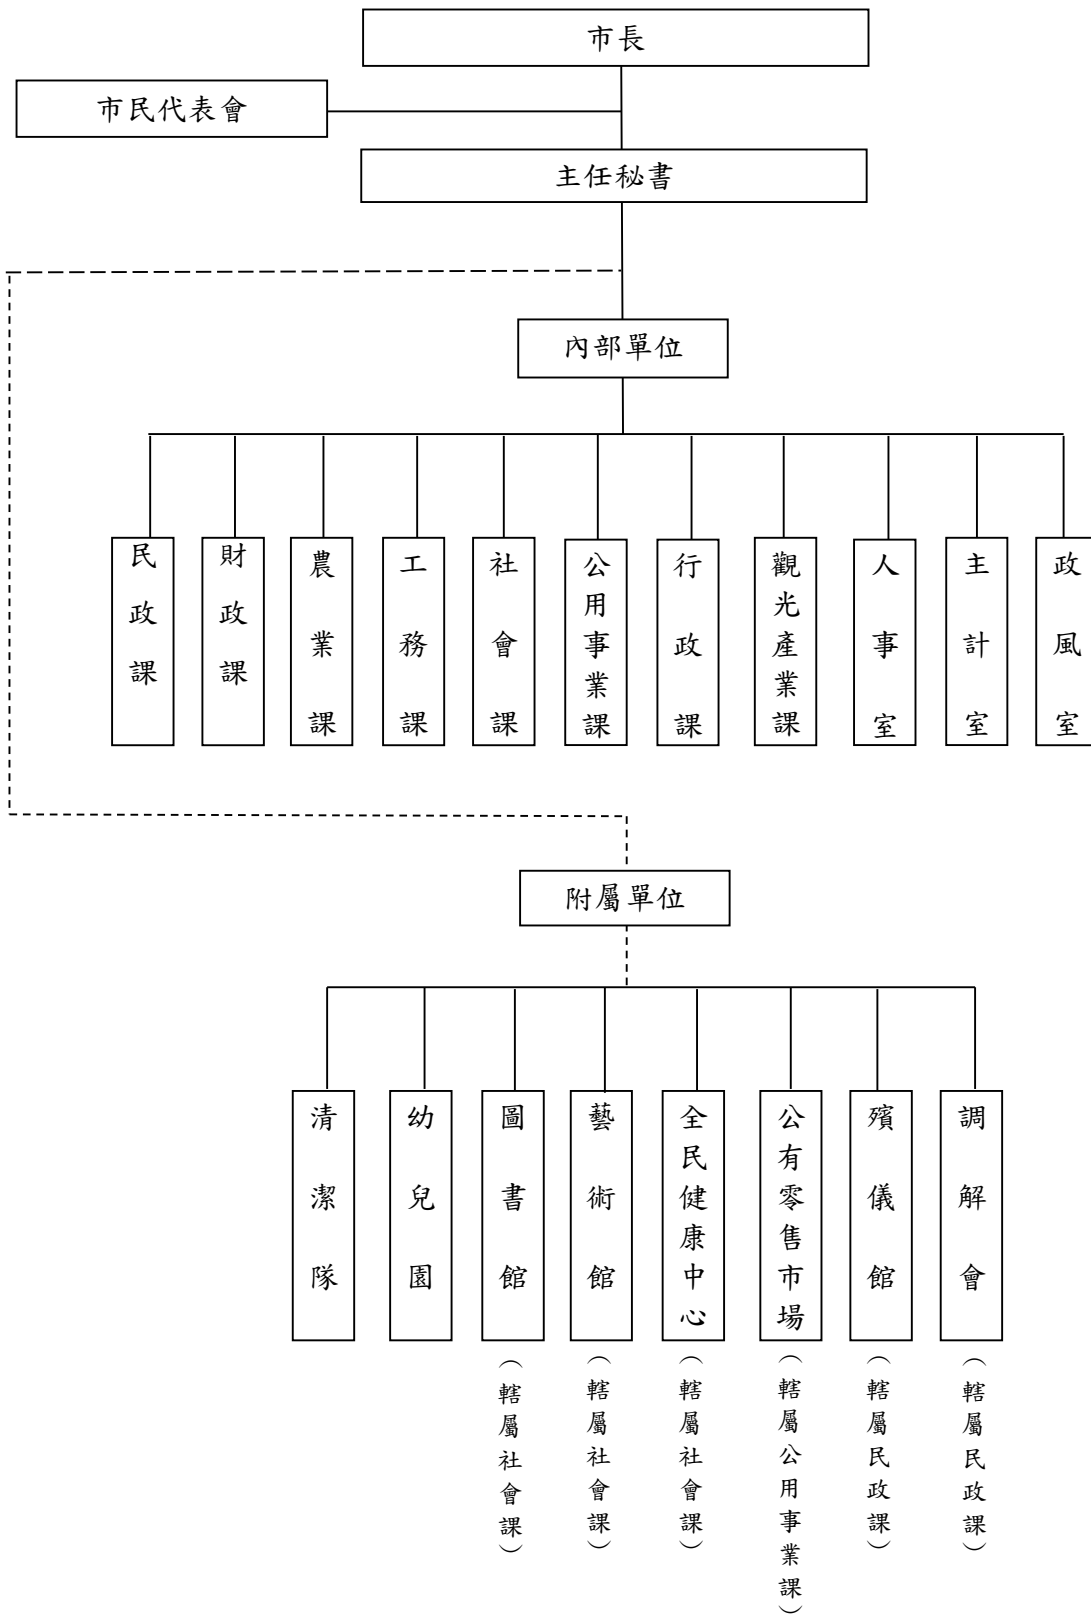 市長
市民代表會
主任秘書
內部單位
民政課
財政課
農業課
工務課
社會課
公用事業課
行政課
觀光產業課
人事室
主計室
政風室
附屬單位
清潔隊
幼兒園
圖書館
（轄屬社會課）
藝術館
（轄屬社會課）
全民健康中心
（轄屬社會課）
公有零售市場
（轄屬公用事業課）
殯儀館
（轄屬民政課）
調解會
（轄屬民政課）